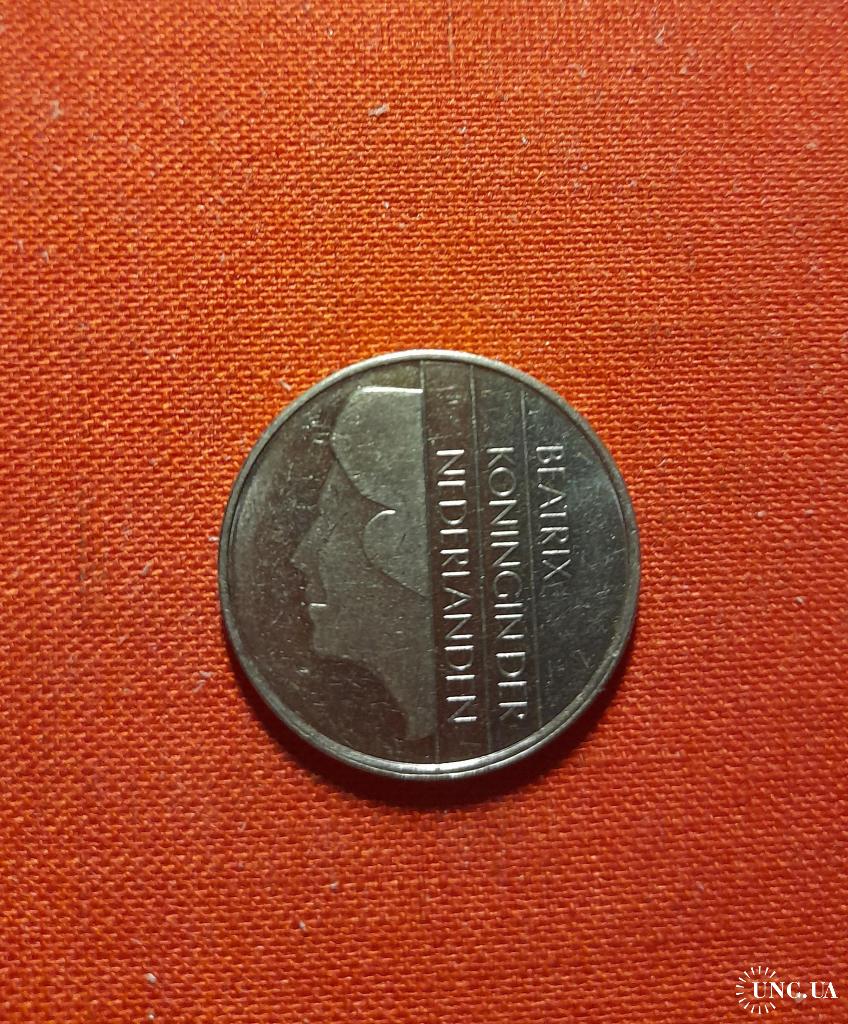 BEATRIX
KONINGIN DER
NEDERLANDEN
UNC.UA